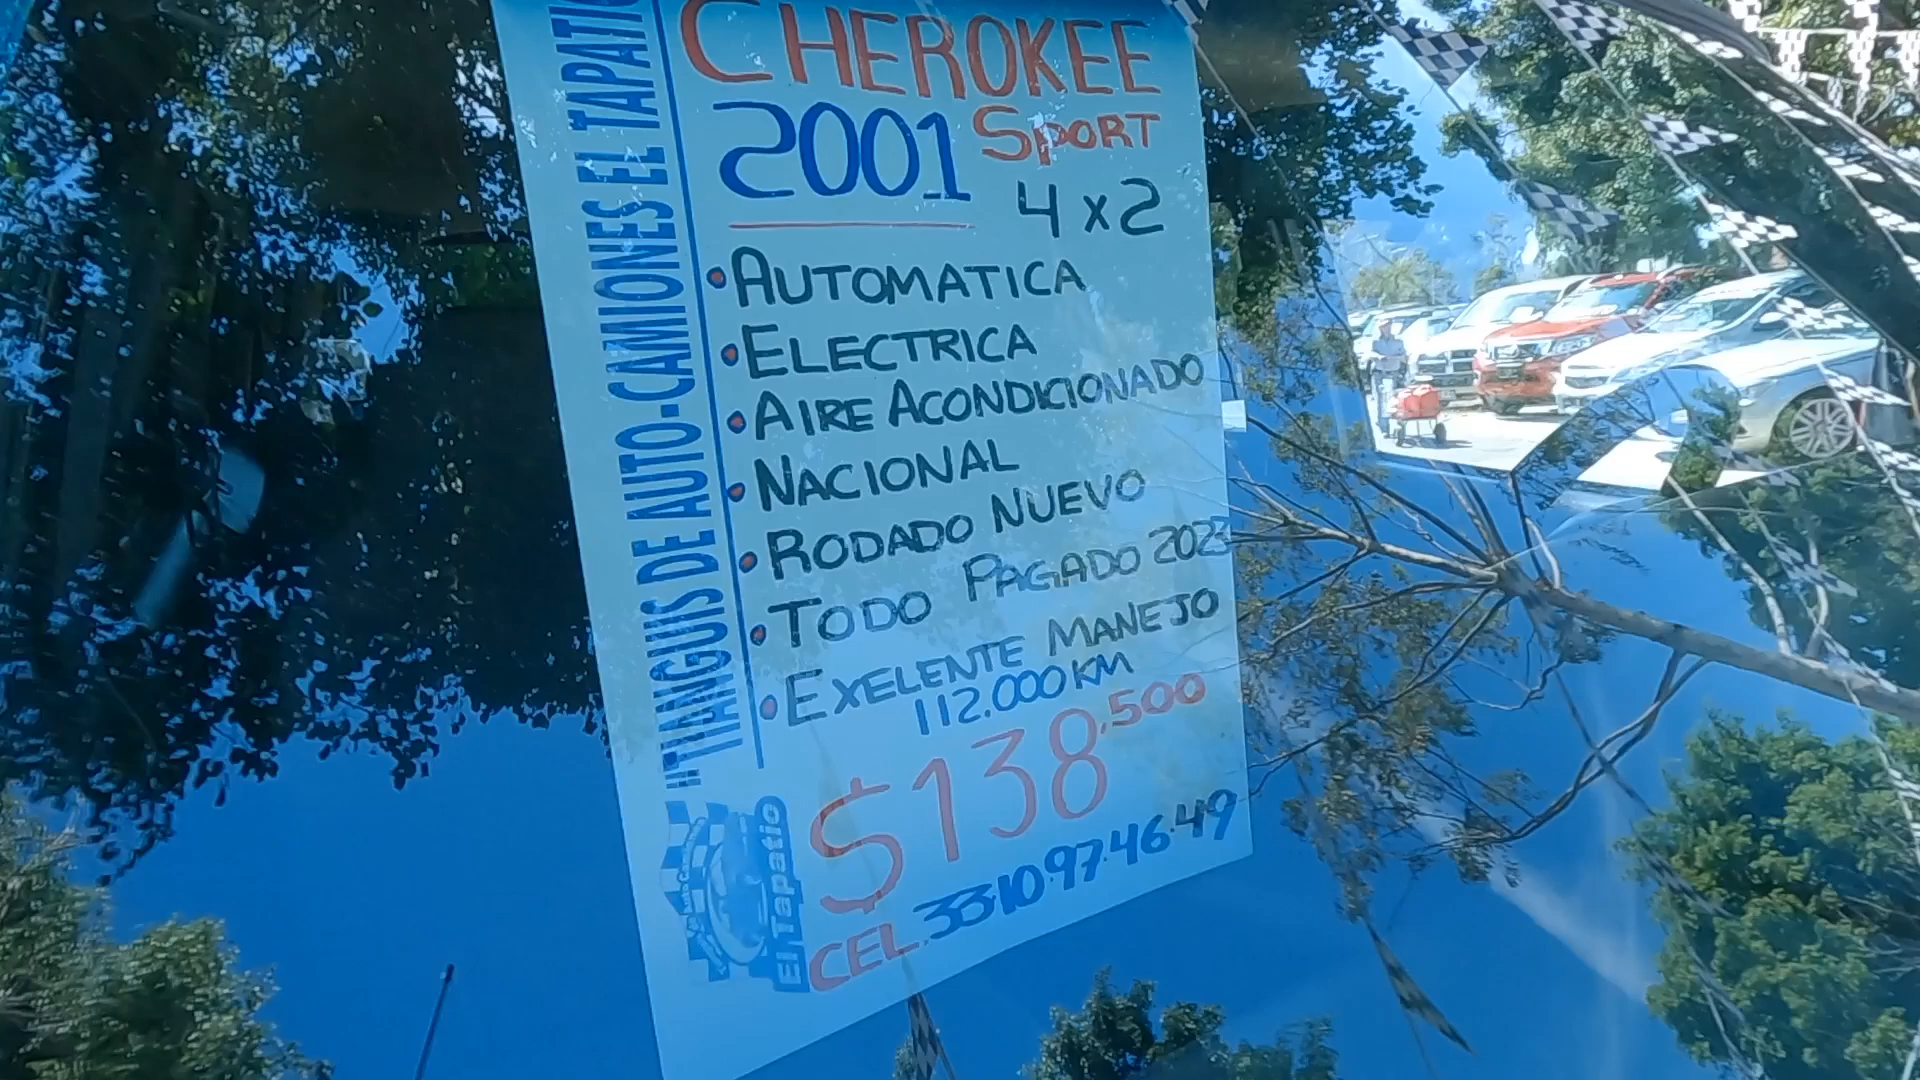 CHEROKEE
2001 SPORT
4x2
• AUTOMATICA
• ELECTRICA
• AIRE ACONDICIONADO
• NACIONAL
• RODADO NUEVO
• TODO PAGADO 2023
• EXELENTE MANEJO
112.000 KM
$138,500
CEL. 33·10·97·46·49
"TIANGUIS DE AUTO-CAMIONES EL
El Tapatio